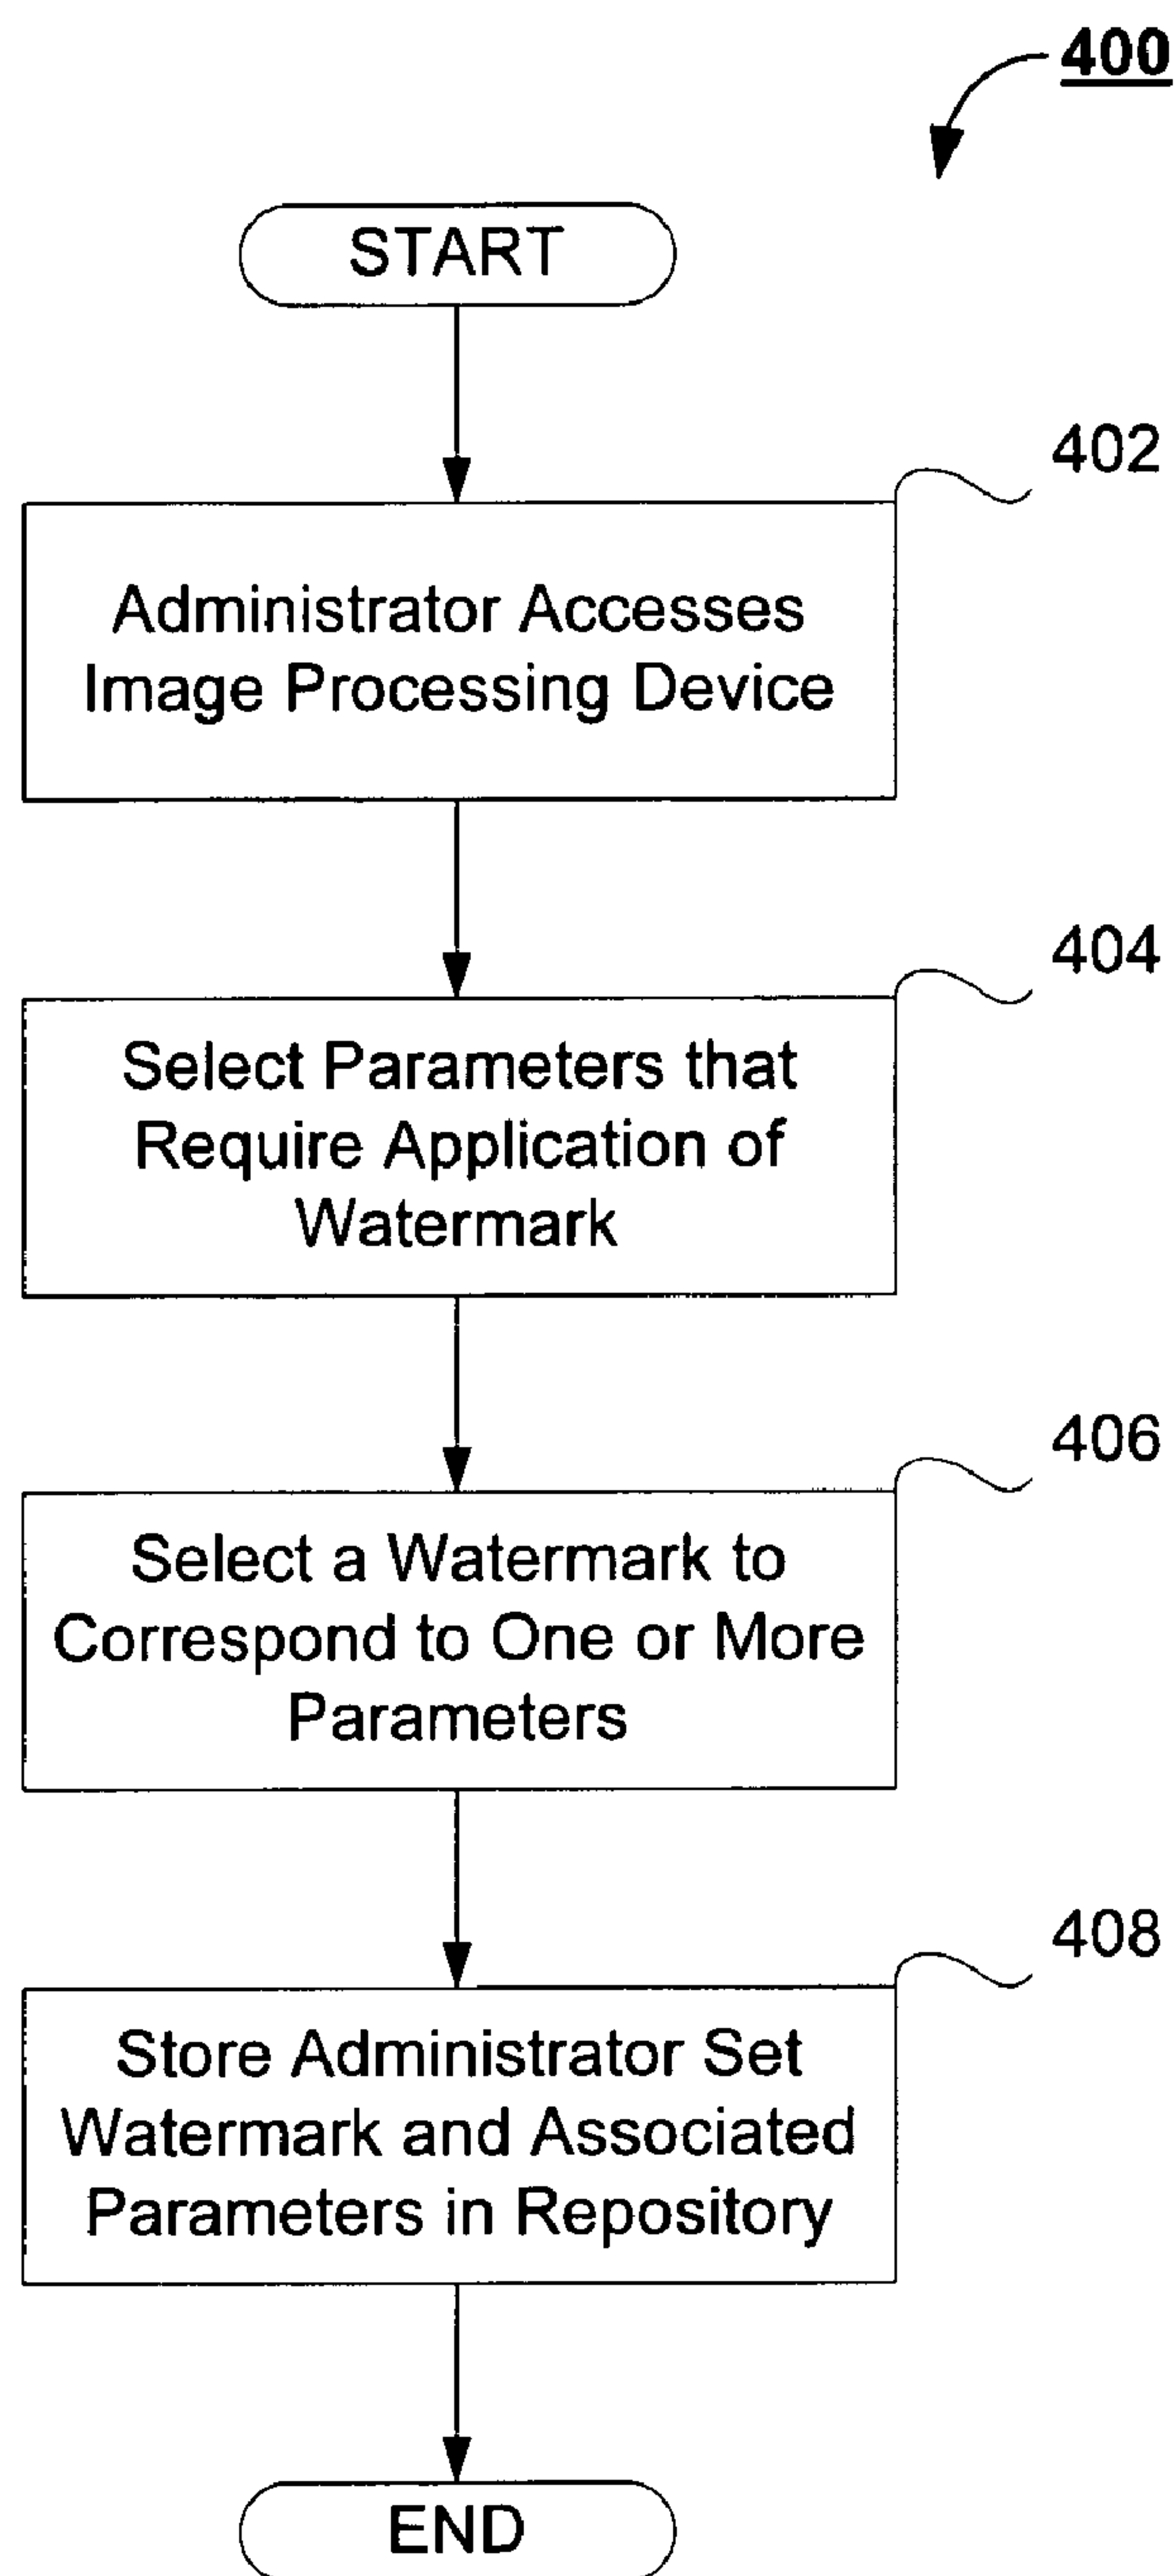 400
START
402
Administrator Accesses
Image Processing Device
404
Select Parameters that
Require Application of
Watermark
406
Select a Watermark to
Correspond to One or More
Parameters
408
Store Administrator Set
Watermark and Associated
Parameters in Repository
END